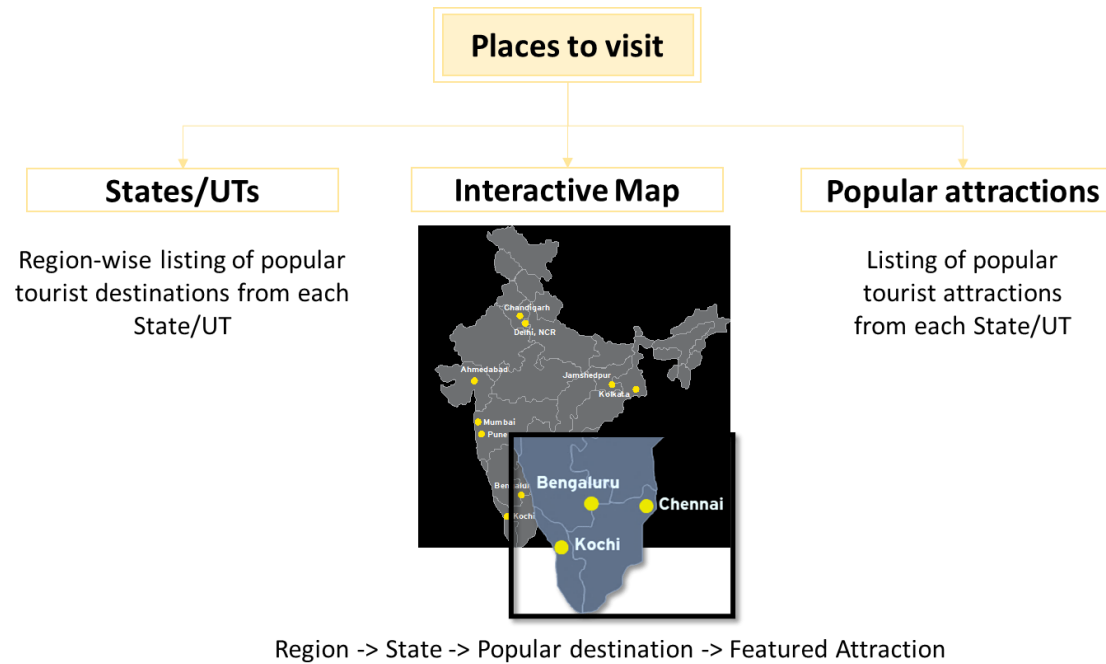 Places to visit
States/UTs
Interactive Map
Popular attractions
Region-wise listing of popular
tourist destinations from each
State/UT
Listing of popular
tourist attractions
from each State/UT
Chandigarh
Delhi, NCR
Ahmedabad
Jamshedpur
Kolkata
Mumbai
Pune
Bengalur
Kochi
Bengaluru
Chennai
Kochi
Region -> State -> Popular destination -> Featured Attraction